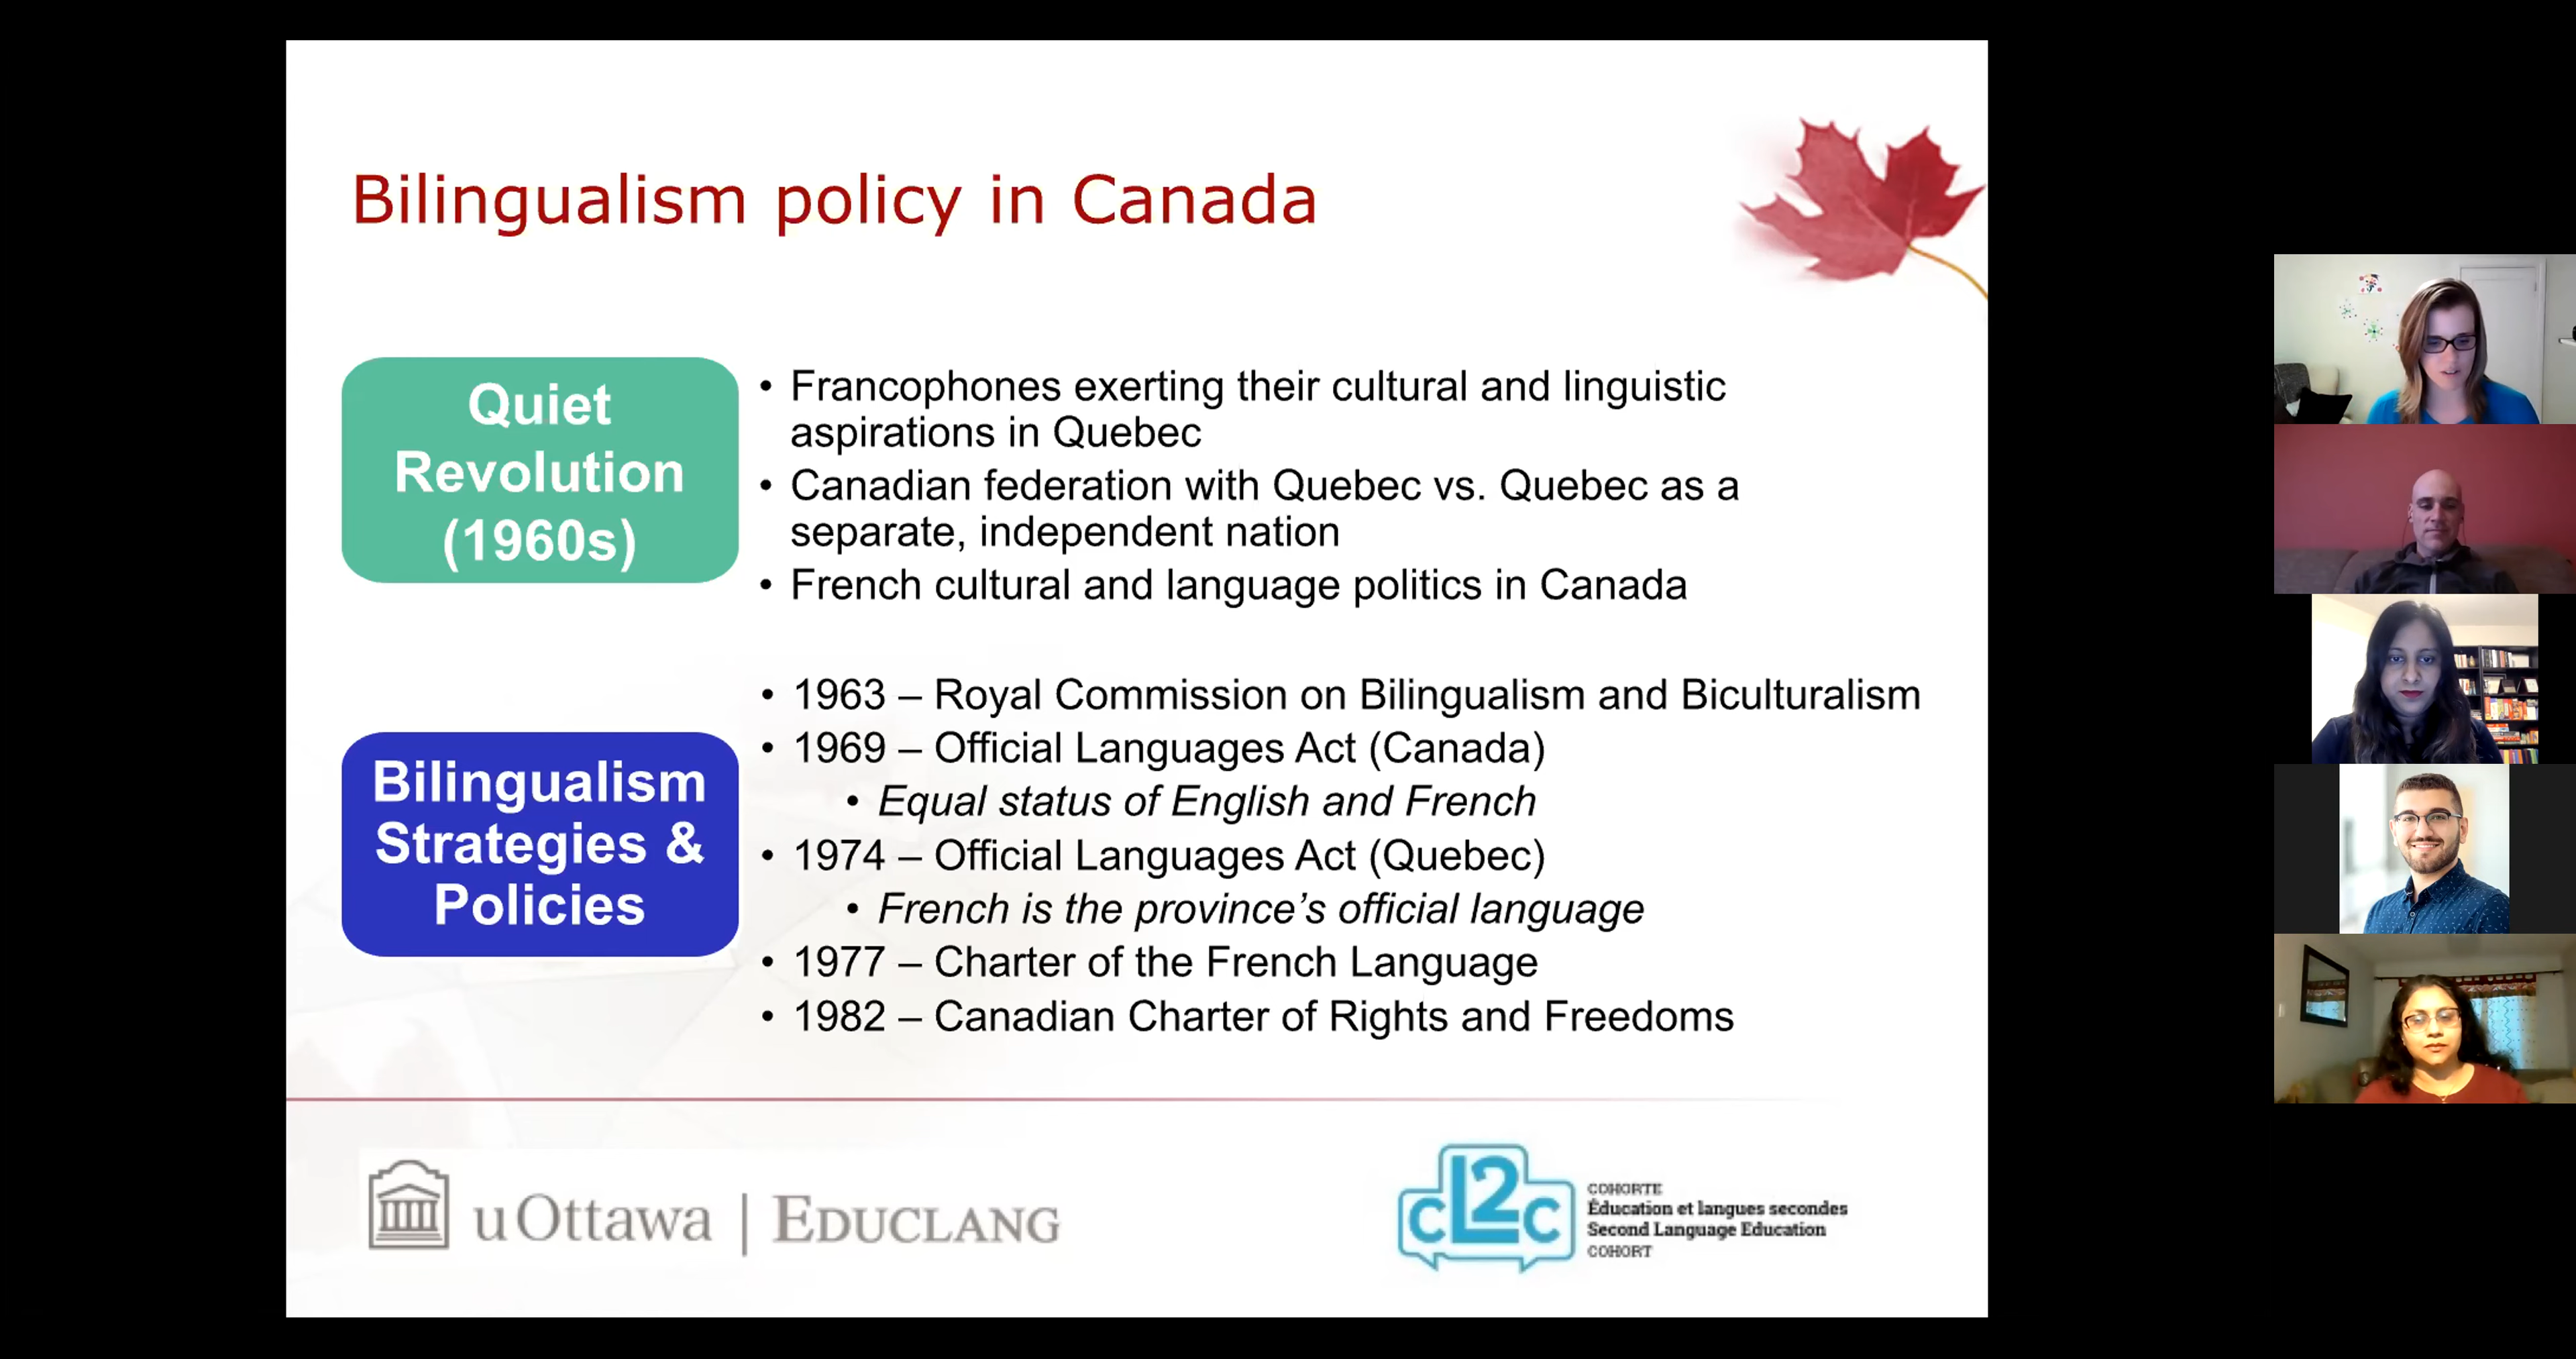 Bilingualism policy in Canada
Quiet
Revolution
(1960s)
• Francophones exerting their cultural and linguistic
aspirations in Quebec
• Canadian federation with Quebec vs. Quebec as a
separate, independent nation
• French cultural and language politics in Canada
Bilingualism
Strategies &
Policies
• 1963 – Royal Commission on Bilingualism and Biculturalism
• 1969 – Official Languages Act (Canada)
• Equal status of English and French
• 1974 – Official Languages Act (Quebec)
• French is the province’s official language
• 1977 – Charter of the French Language
• 1982 – Canadian Charter of Rights and Freedoms
uOttawa | EDUCLANG
cL2c
COHORTE
Éducation et langues secondes
Second Language Education
COHORT